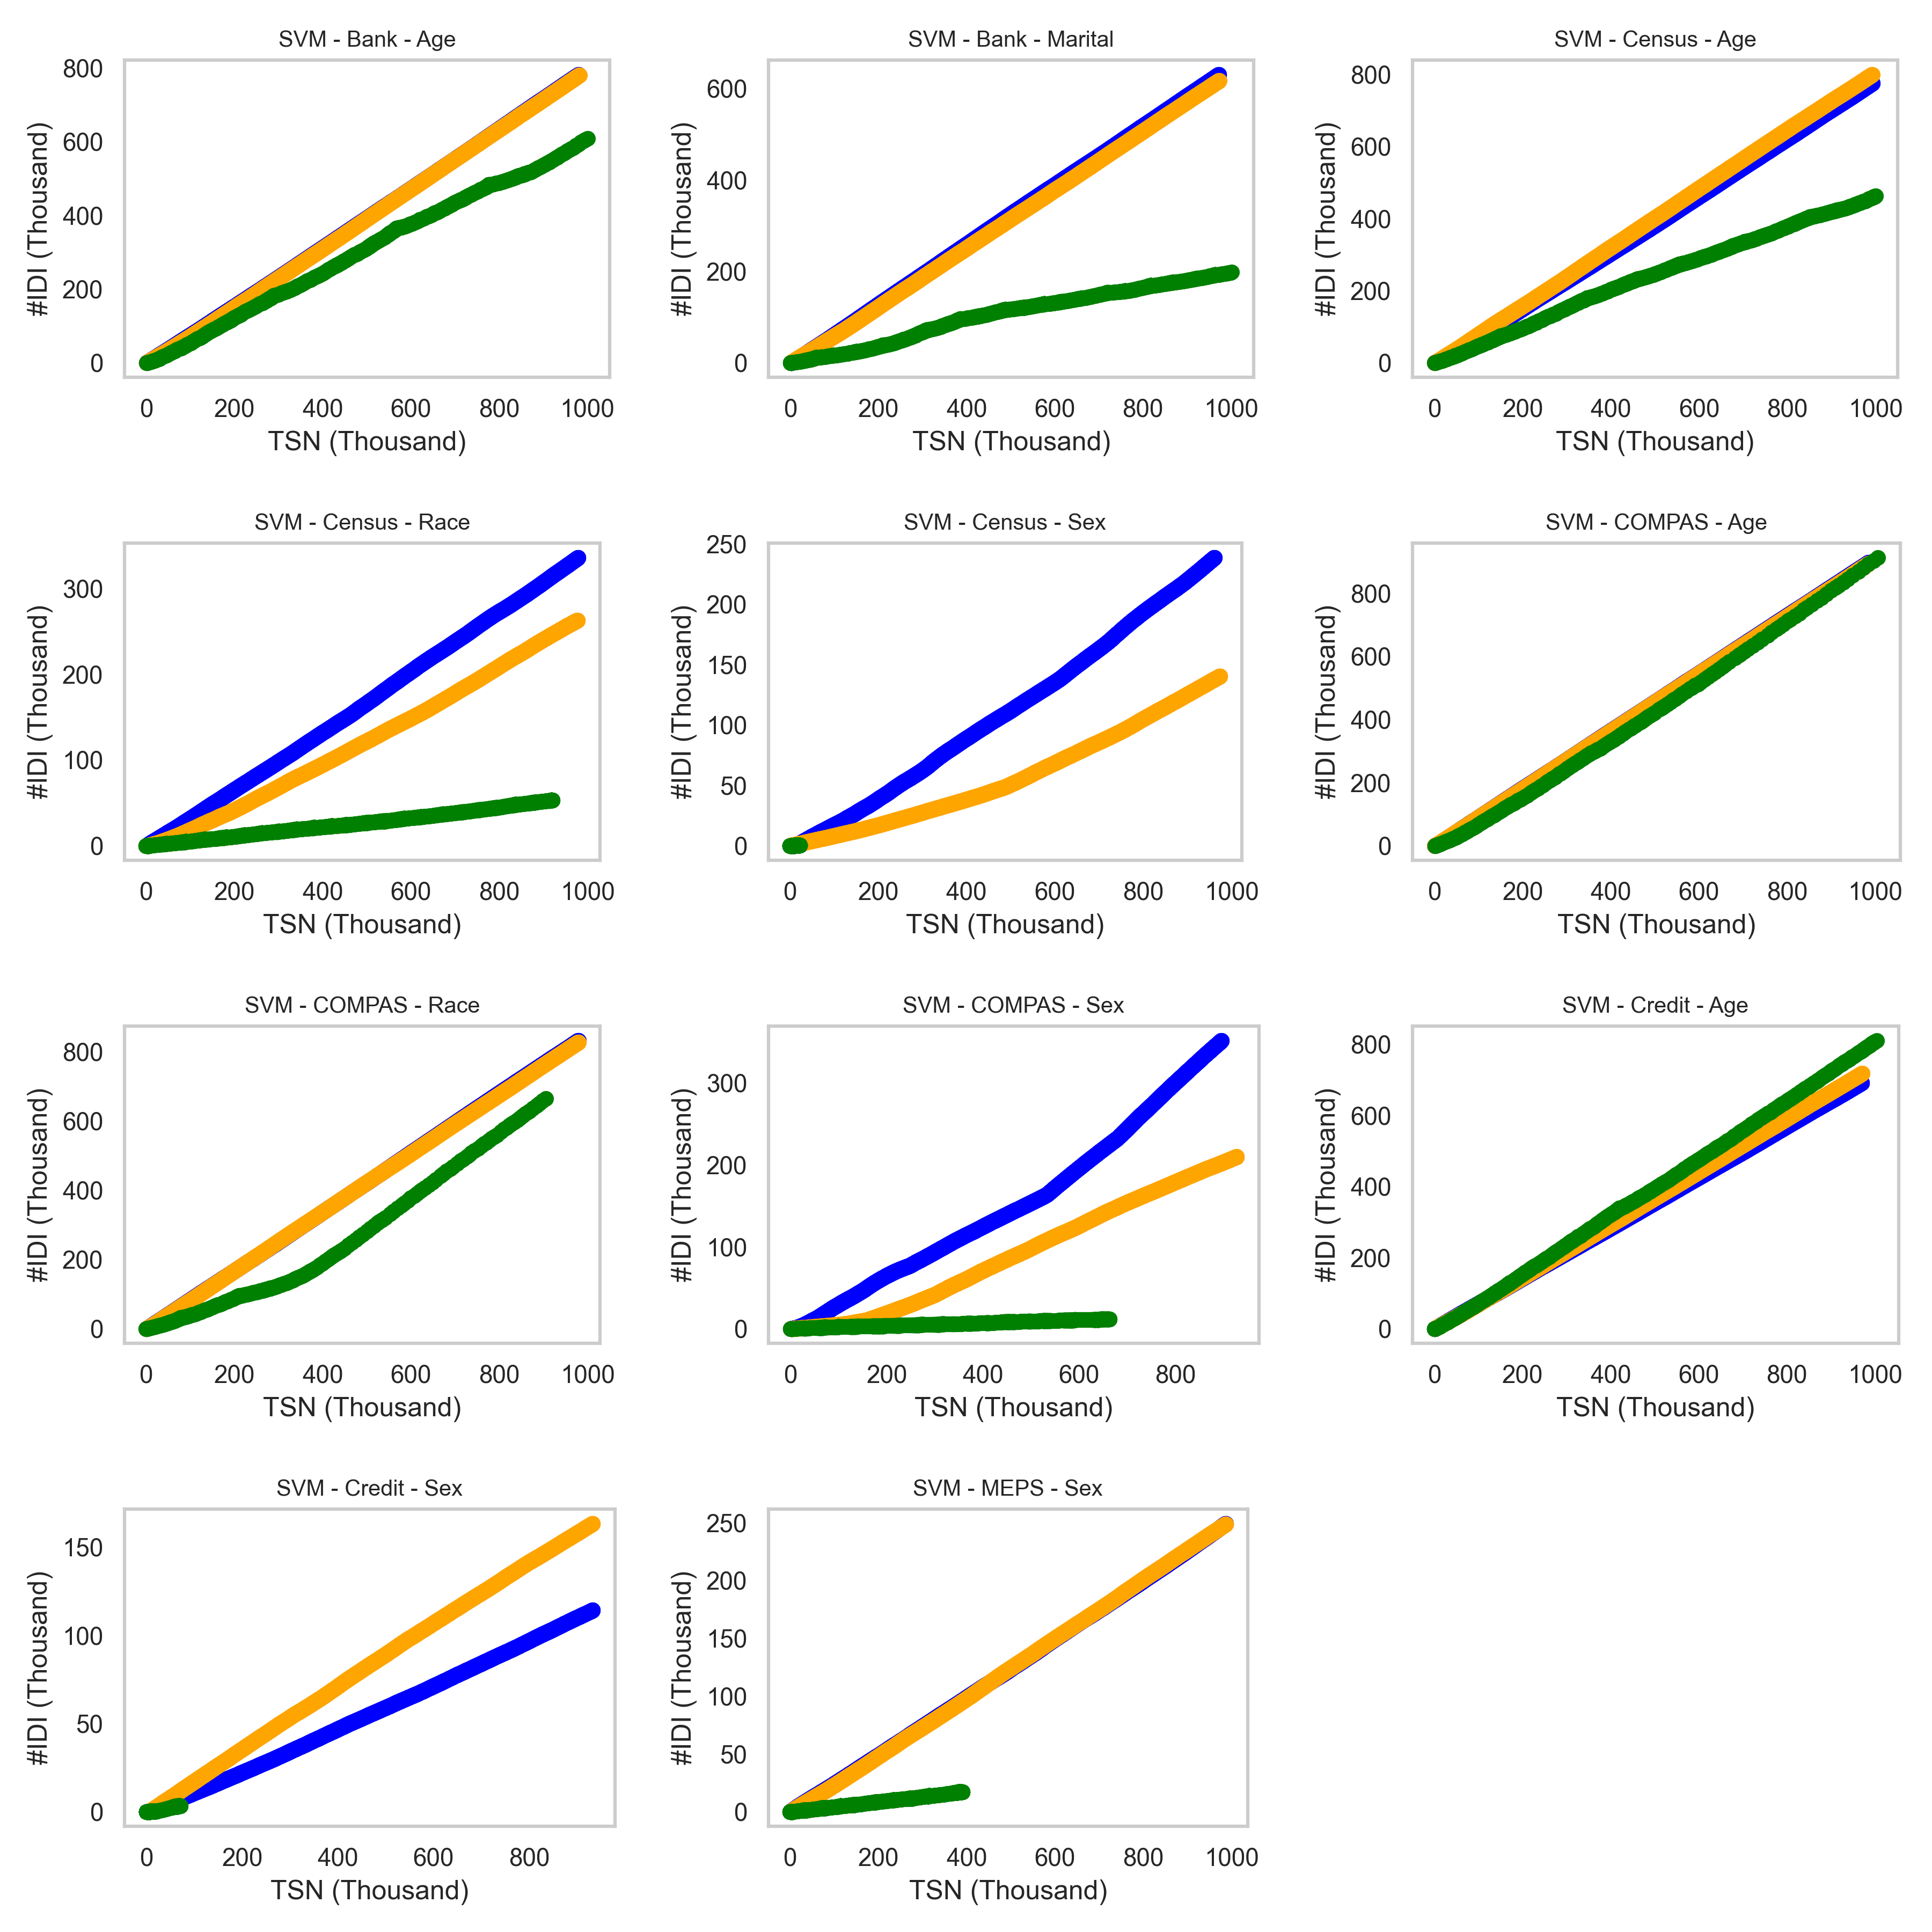 SVM - Bank - Age
800
600
400
200
0
#IDI (Thousand)
0 200 400 600 800 1000
TSN (Thousand)
SVM - Bank - Marital
600
400
200
0
#IDI (Thousand)
0 200 400 600 800 1000
TSN (Thousand)
SVM - Census - Age
800
600
400
200
0
#IDI (Thousand)
0 200 400 600 800 1000
TSN (Thousand)
SVM - Census - Race
300
200
100
0
#IDI (Thousand)
0 200 400 600 800 1000
TSN (Thousand)
SVM - Census - Sex
250
200
150
100
50
0
#IDI (Thousand)
0 200 400 600 800 1000
TSN (Thousand)
SVM - COMPAS - Age
800
600
400
200
0
#IDI (Thousand)
0 200 400 600 800 1000
TSN (Thousand)
SVM - COMPAS - Race
800
600
400
200
0
#IDI (Thousand)
0 200 400 600 800 1000
TSN (Thousand)
SVM - COMPAS - Sex
300
200
100
0
#IDI (Thousand)
0 200 400 600 800
TSN (Thousand)
SVM - Credit - Age
800
600
400
200
0
#IDI (Thousand)
0 200 400 600 800 1000
TSN (Thousand)
SVM - Credit - Sex
150
100
50
0
#IDI (Thousand)
0 200 400 600 800
TSN (Thousand)
SVM - MEPS - Sex
250
200
150
100
50
0
#IDI (Thousand)
0 200 400 600 800 1000
TSN (Thousand)